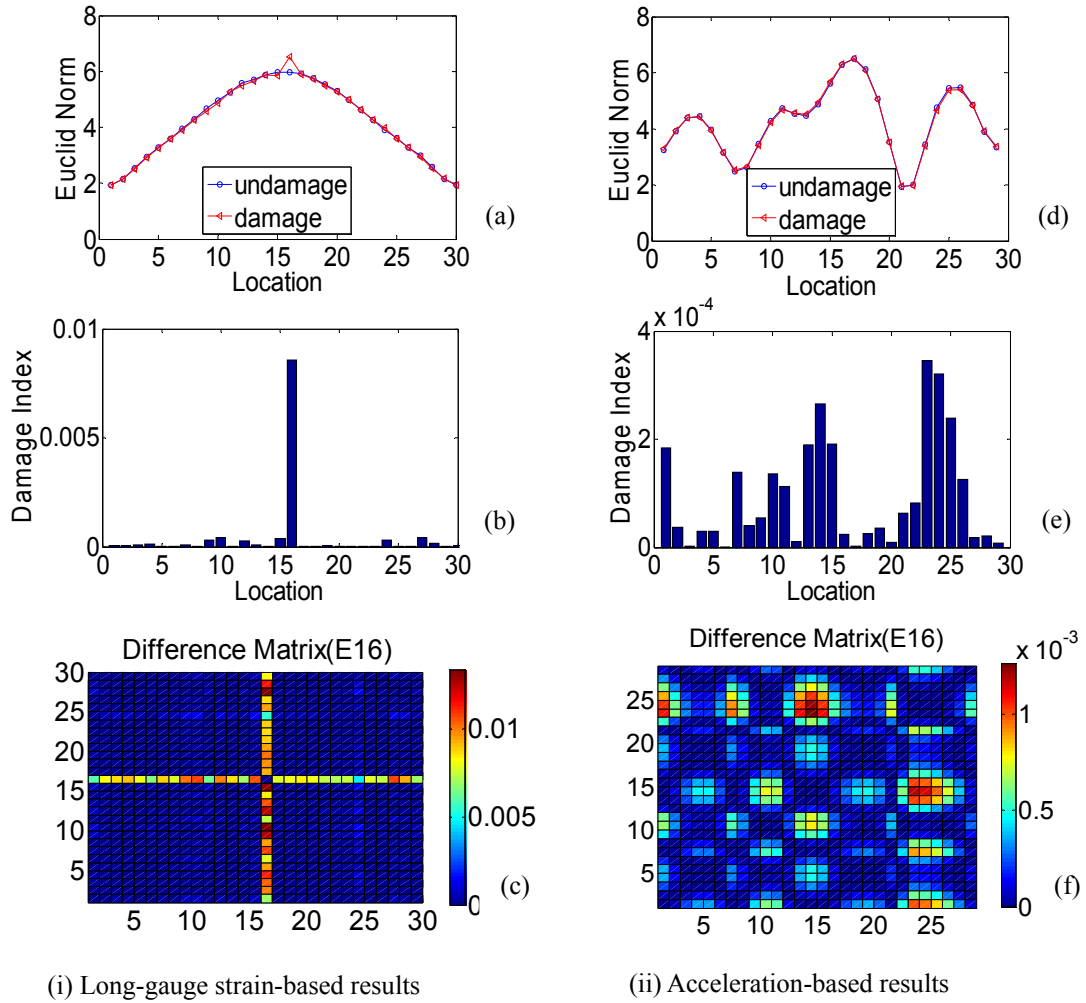 8
6
4
2
0
Euclid Norm
undamage
damage
0 5 10 15 20 25 30
Location
(a)
8
6
4
2
0
Euclid Norm
undamage
damage
0 5 10 15 20 25 30
Location
(d)
0.01
0.005
0
Damage Index
0 5 10 15 20 25 30
Location
(b)
x 10⁻⁴
4
2
0
Damage Index
0 5 10 15 20 25 30
Location
(e)
Difference Matrix(E16)
30
25
20
15
10
5
5 10 15 20 25 30
0.01
0.005
0
(c)
Difference Matrix(E16)
x 10⁻³
25
20
15
10
5
5 10 15 20 25
1
0.5
0
(f)
(i) Long-gauge strain-based results
(ii) Acceleration-based results